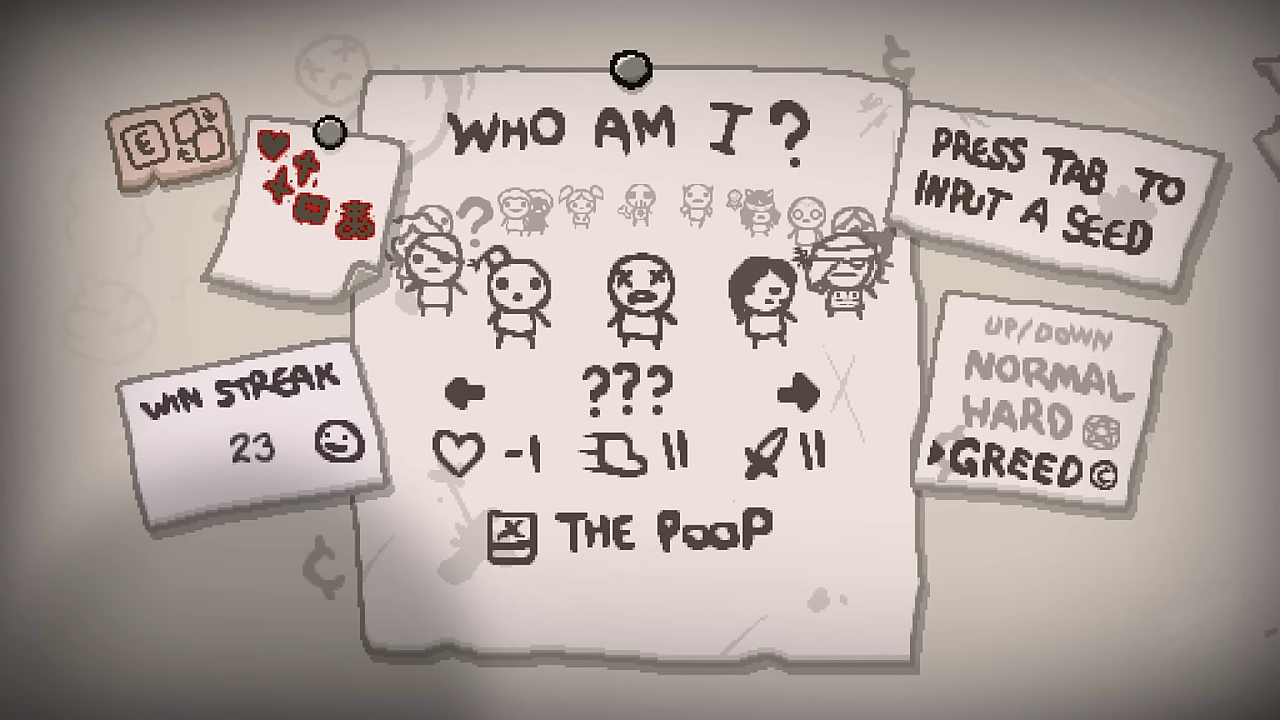 WHO AM I?
PRESS TAB TO
INPUT A SEED
?
???
-1
WIN STREAK
23
UP/DOWN
NORMAL
HARD
GREED ©
THE POOP